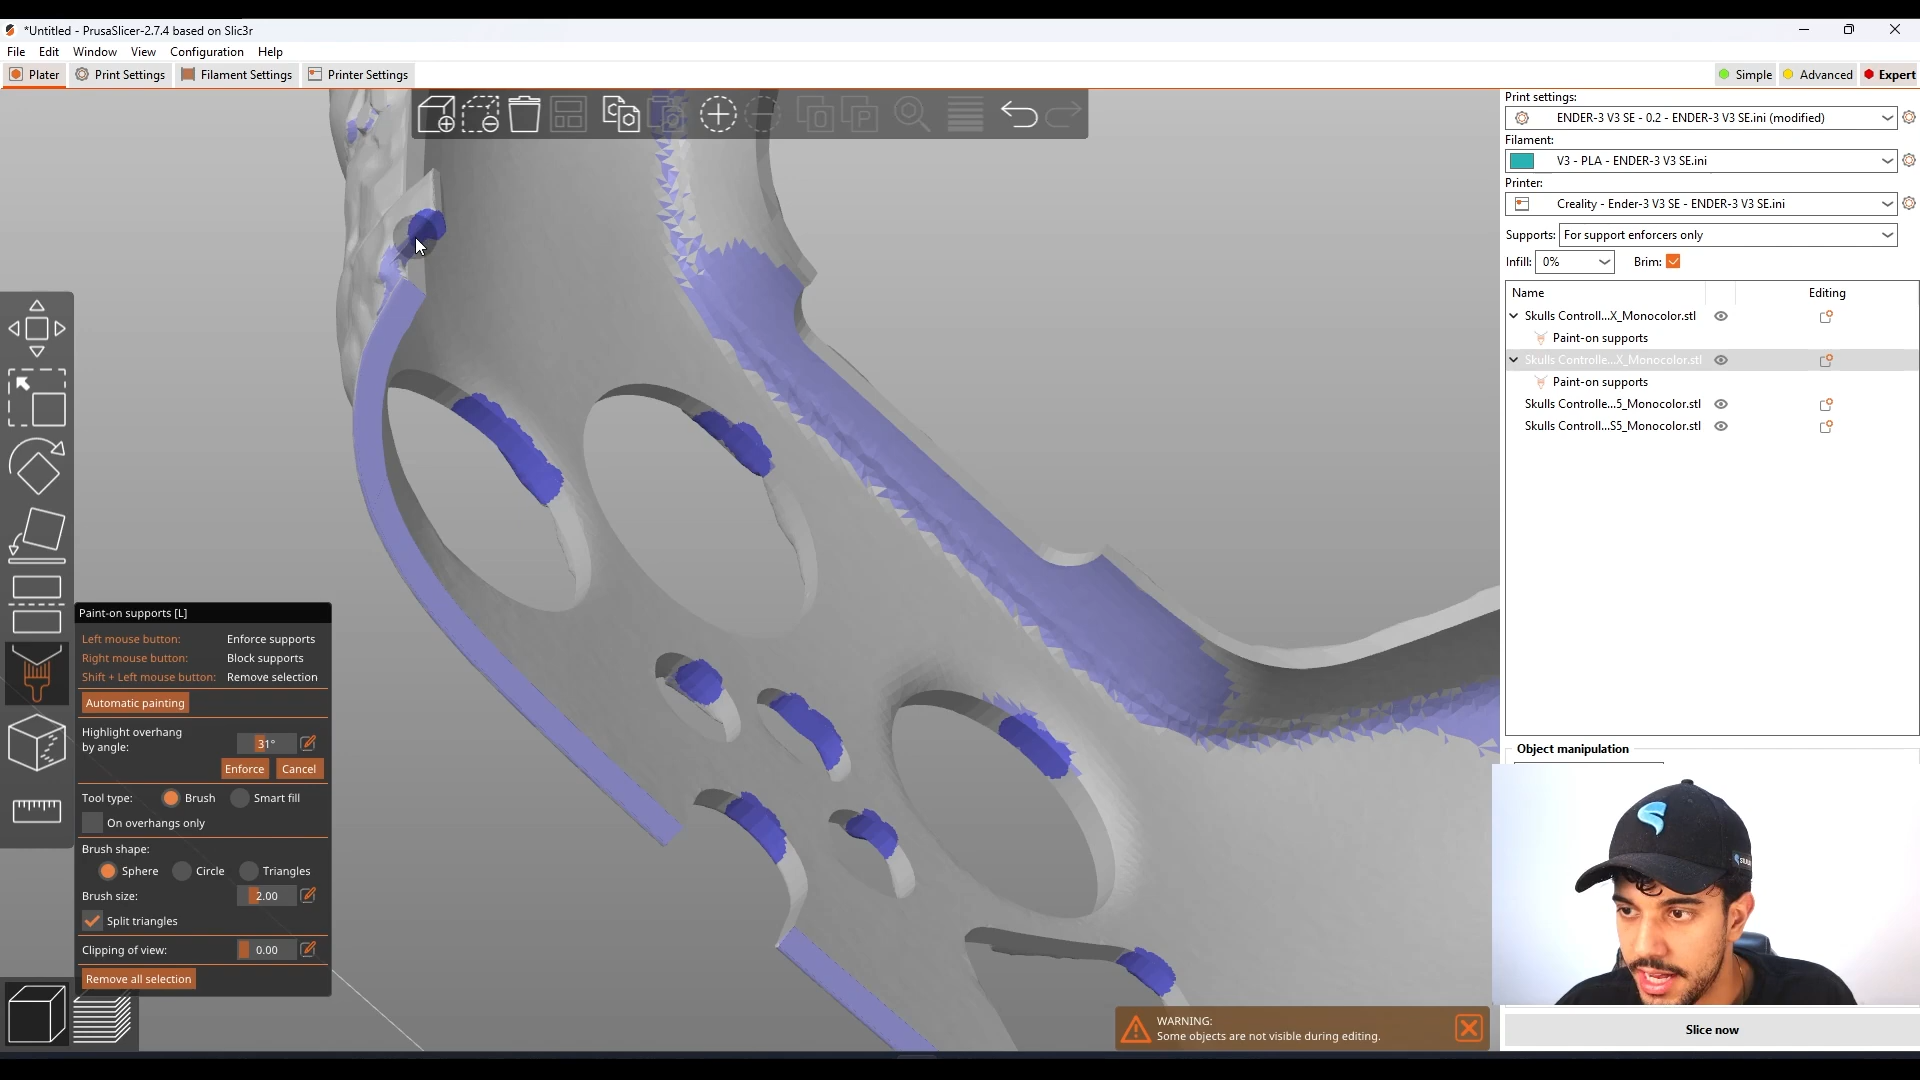 *Untitled - PrusaSlicer-2.7.4 based on Slic3r
File Edit Window View Configuration Help
Plater Print Settings Filament Settings Printer Settings
Simple Advanced Expert
Print settings:
ENDER-3 V3 SE - 0.2 - ENDER-3 V3 SE.ini (modified)
Filament:
V3 - PLA - ENDER-3 V3 SE.ini
Printer:
Creality - Ender-3 V3 SE - ENDER-3 V3 SE.ini
Supports: For support enforcers only
Infill: 0% Brim:
Name Editing
Skulls Controll...X_Monocolor.stl
Paint-on supports
Skulls Controlle...X_Monocolor.stl
Paint-on supports
Skulls Controlle...5_Monocolor.stl
Skulls Controll...S5_Monocolor.stl
Object manipulation
Slice now
Paint-on supports [L]
Left mouse button: Enforce supports
Right mouse button: Block supports
Shift + Left mouse button: Remove selection
Automatic painting
Highlight overhang
by angle: 31°
Enforce Cancel
Tool type: Brush Smart fill
On overhangs only
Brush shape:
Sphere Circle Triangles
Brush size: 2.00
Split triangles
Clipping of view: 0.00
Remove all selection
WARNING:
Some objects are not visible during editing.